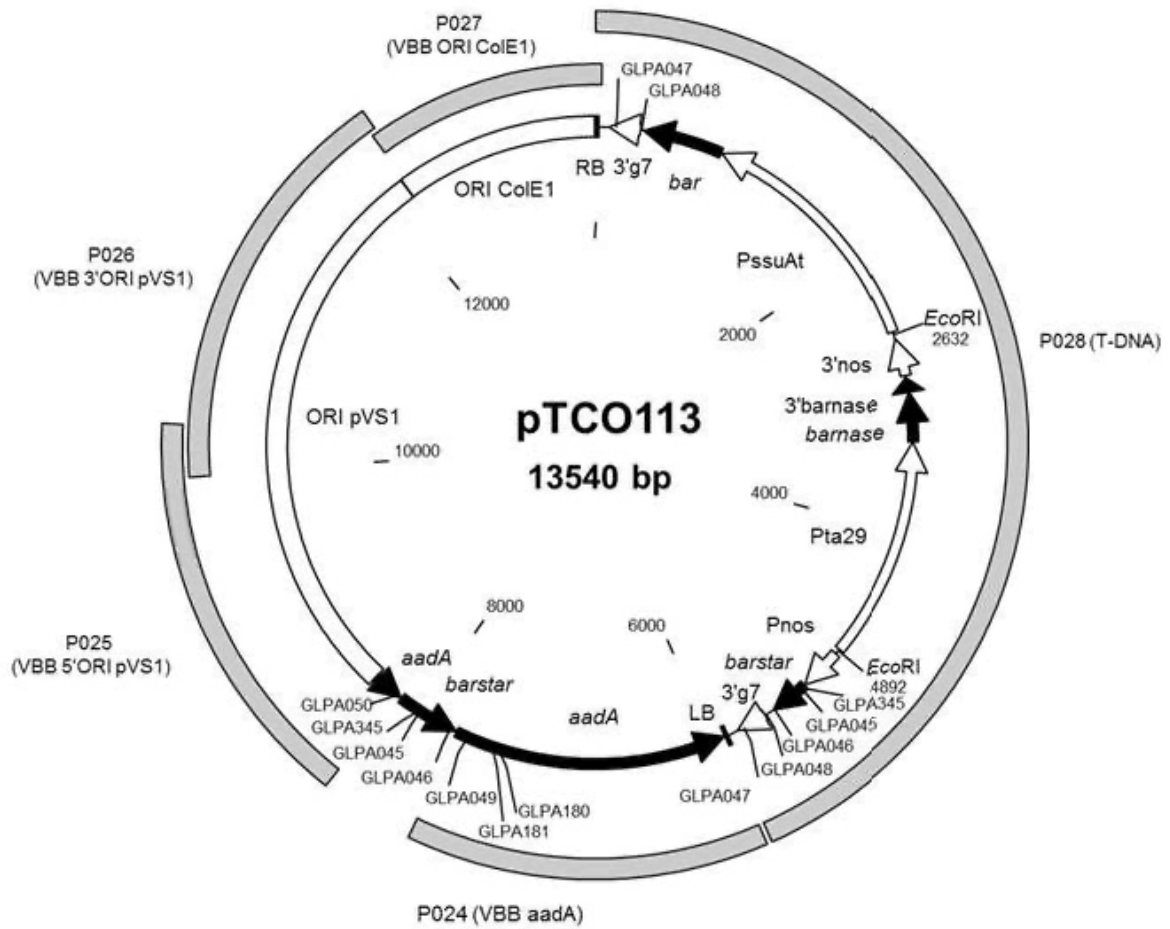 P027
(VBB ORI ColE1)
GLPA047
GLPA048
RB
3'g7
bar
ORI ColE1
P026
(VBB 3'ORI pVS1)
12000
PssuAt
2000
EcoRI
2632
P028 (T-DNA)
3'nos
3'barnase
barnase
ORI pVS1
pTCO113
13540 bp
10000
4000
Pta29
8000
6000
Pnos
P025
(VBB 5'ORI pVS1)
aadA
barstar
barstar
EcoRI
4892
3'g7
LB
aadA
GLPA050
GLPA345
GLPA045
GLPA046
GLPA049
GLPA180
GLPA181
GLPA345
GLPA045
GLPA046
GLPA048
GLPA047
P024 (VBB aadA)